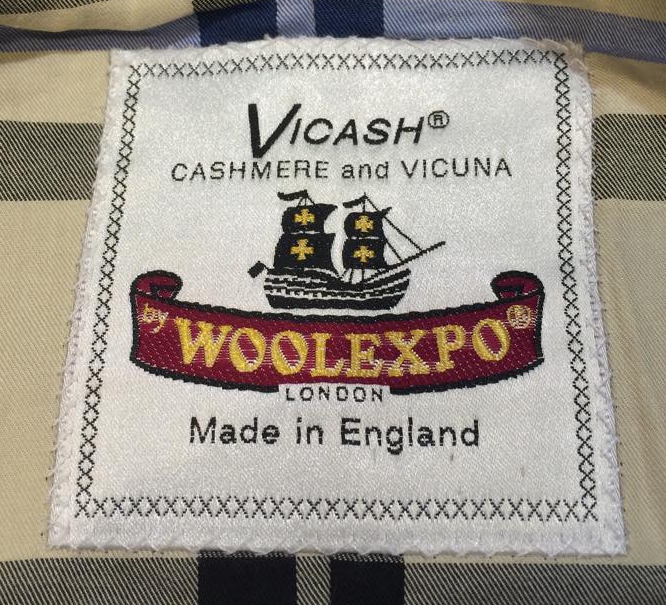 VICASH®
CASHMERE and VICUNA
by WOOLEXPO®
LONDON
Made in England